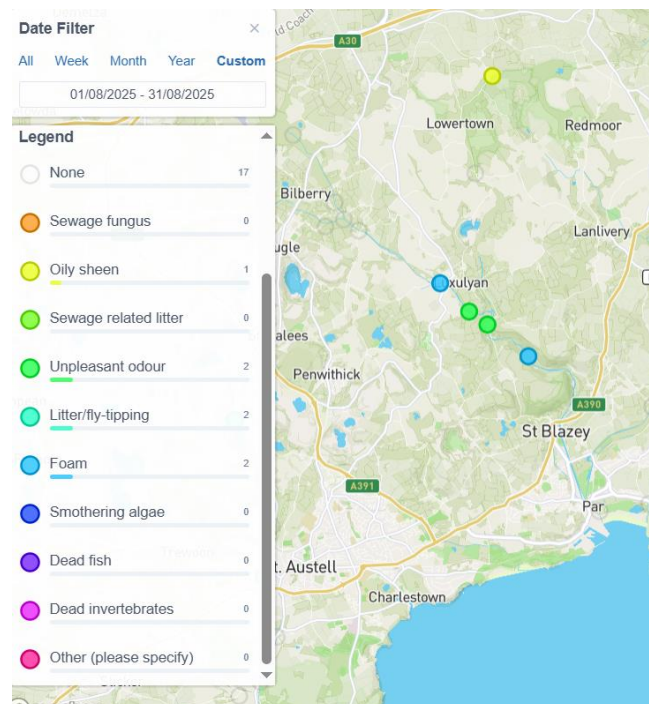 Date Filter ×
All Week Month Year Custom
01/08/2025 - 31/08/2025
Legend
None 17
Sewage fungus 0
Oily sheen 1
Sewage related litter 0
Unpleasant odour 2
Litter/fly-tipping 2
Foam 2
Smothering algae 0
Dead fish 0
Dead invertebrates 0
Other (please specify) 0
A30
Lowertown
Redmoor
Bilberry
Lanlivery
ugle
xulyan
alees
Penwithick
A390
St Blazey
A391
Par
t. Austell
Charlestown